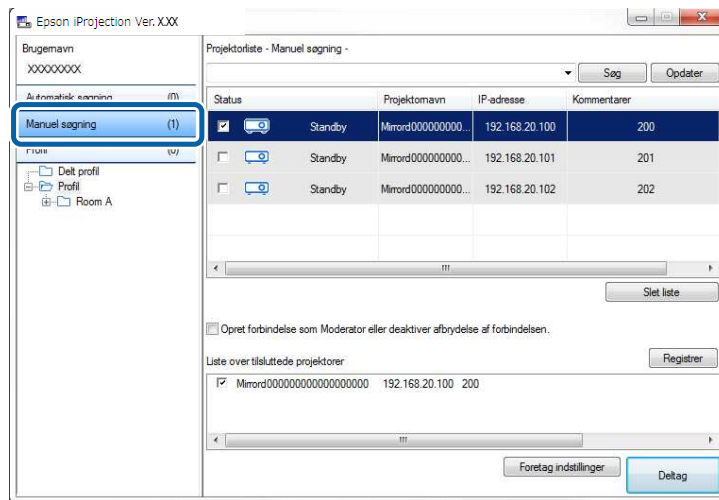 Epson iProjection Ver. X.XX
Brugernavn
XXXXXXXX
Automatisk søgning (0)
Manuel søgning (1)
Profil (0)
Delt profil
Profil
Room A
Projektorliste - Manuel søgning -
Søg Opdater
Status Projektornavn IP-adresse Kommentarer
Standby Mirrord000000000... 192.168.20.100 200
Standby Mirrord000000000... 192.168.20.101 201
Standby Mirrord000000000... 192.168.20.102 202
Slet liste
Opret forbindelse som Moderator eller deaktiver afbrydelse af forbindelsen.
Liste over tilsluttede projektorer Registrer
Mirrord000000000000000000 192.168.20.100 200
Foretag indstillinger Deltag